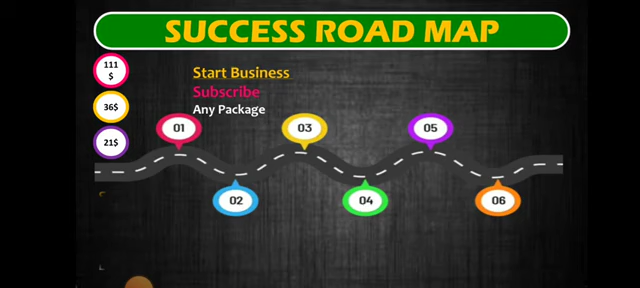 SUCCESS ROAD MAP
111
$
36$
21$
Start Business
Subscribe
Any Package
01
03
05
02
04
06